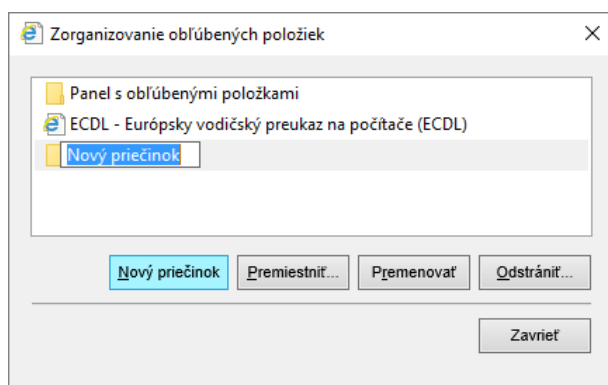 Zorganizovanie obľúbených položiek
Panel s obľúbenými položkami
ECDL - Európsky vodičský preukaz na počítače (ECDL)
Nový priečinok
Nový priečinok Premiestniť... Premenovať Odstrániť...
Zavrieť